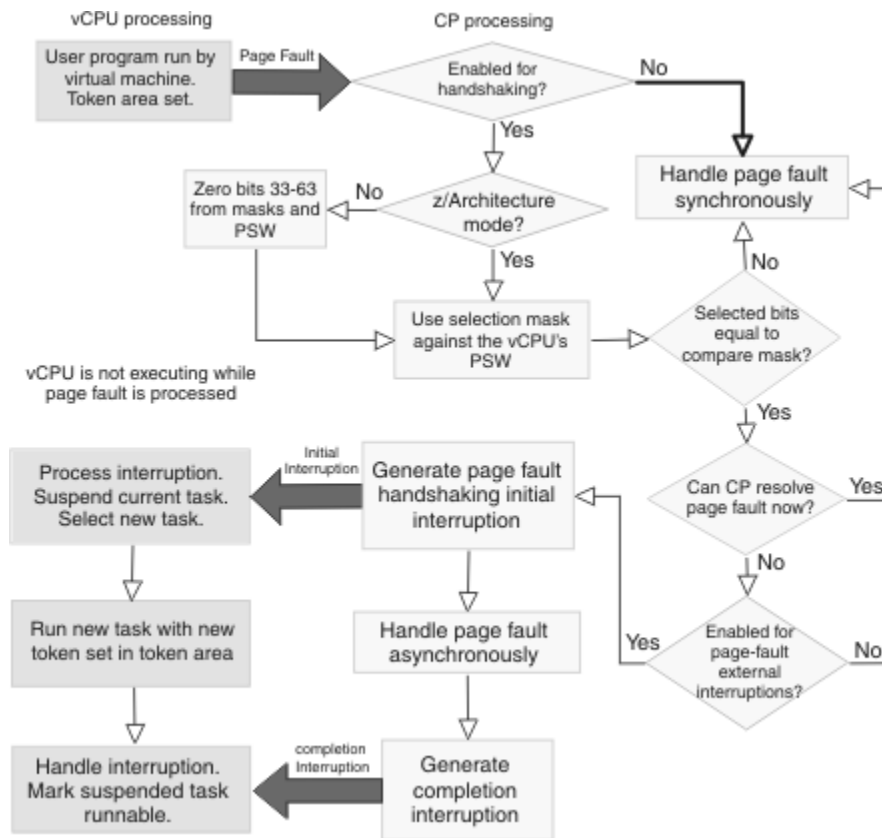 vCPU processing
CP processing
User program run by
virtual machine.
Token area set.
Page Fault
Enabled for
handshaking?
No
Yes
Handle page fault
synchronously
Zero bits 33-63
from masks and
PSW
No
z/Architecture
mode?
Yes
No
Use selection mask
against the vCPU's
PSW
Selected bits
equal to
compare mask?
vCPU is not executing while
page fault is processed
Yes
Process interruption.
Suspend current task.
Select new task.
Initial
Interruption
Generate page fault
handshaking initial
interruption
Can CP resolve
page fault now?
Yes
No
Run new task with new
token set in token area
Handle page fault
asynchronously
Yes
Enabled for
page-fault
external
interruptions?
No
Handle interruption.
Mark suspended task
runnable.
completion
Interruption
Generate
completion
interruption